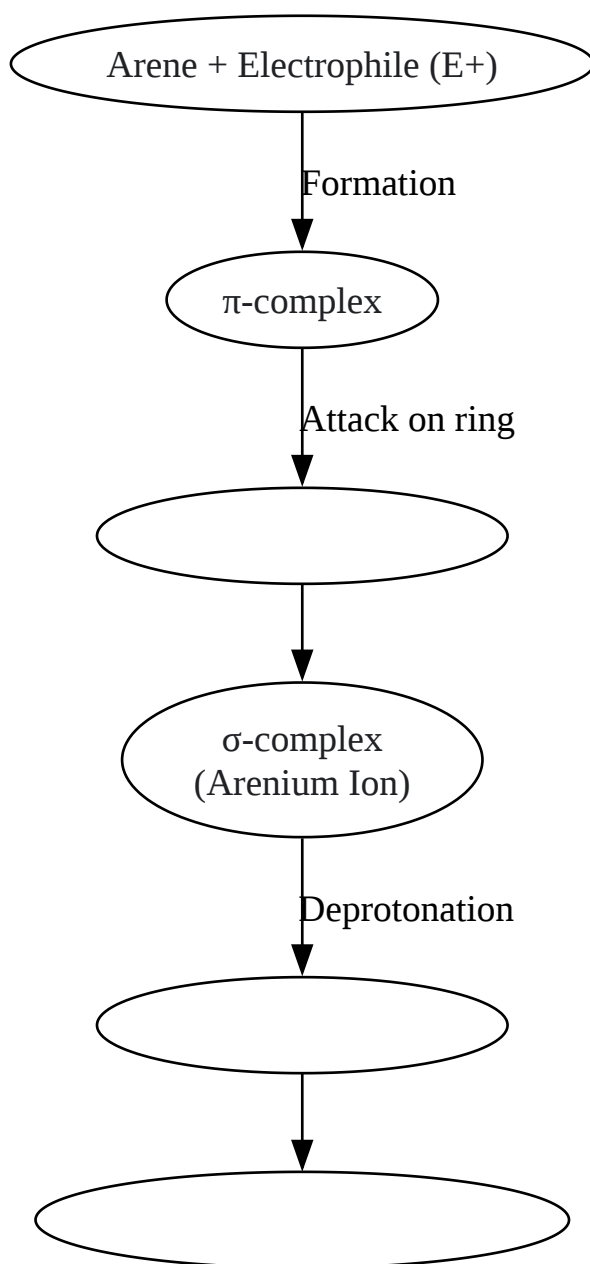 Arene + Electrophile (E+)
Formation
π-complex
Attack on ring
σ-complex
(Arenium Ion)
Deprotonation